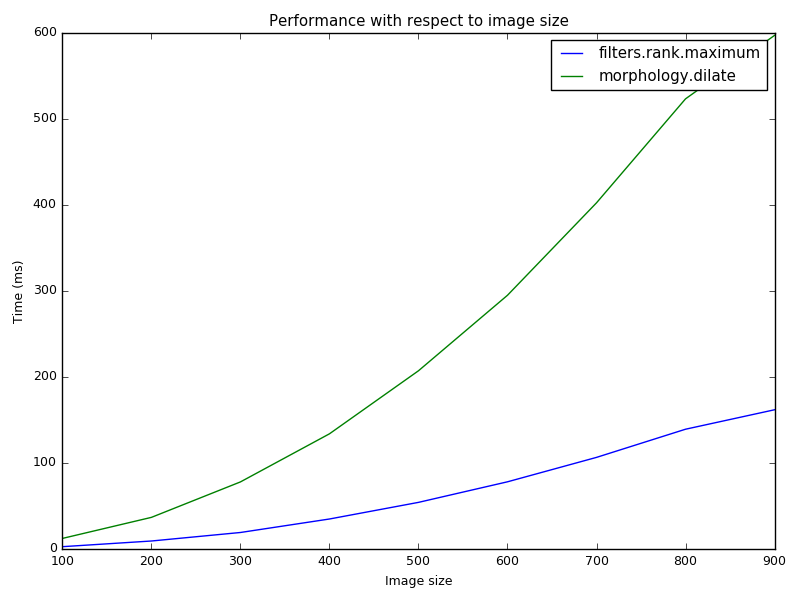 Performance with respect to image size
filters.rank.maximum
morphology.dilate
600
500
400
300
200
100
0
Time (ms)
100 200 300 400 500 600 700 800 900
Image size